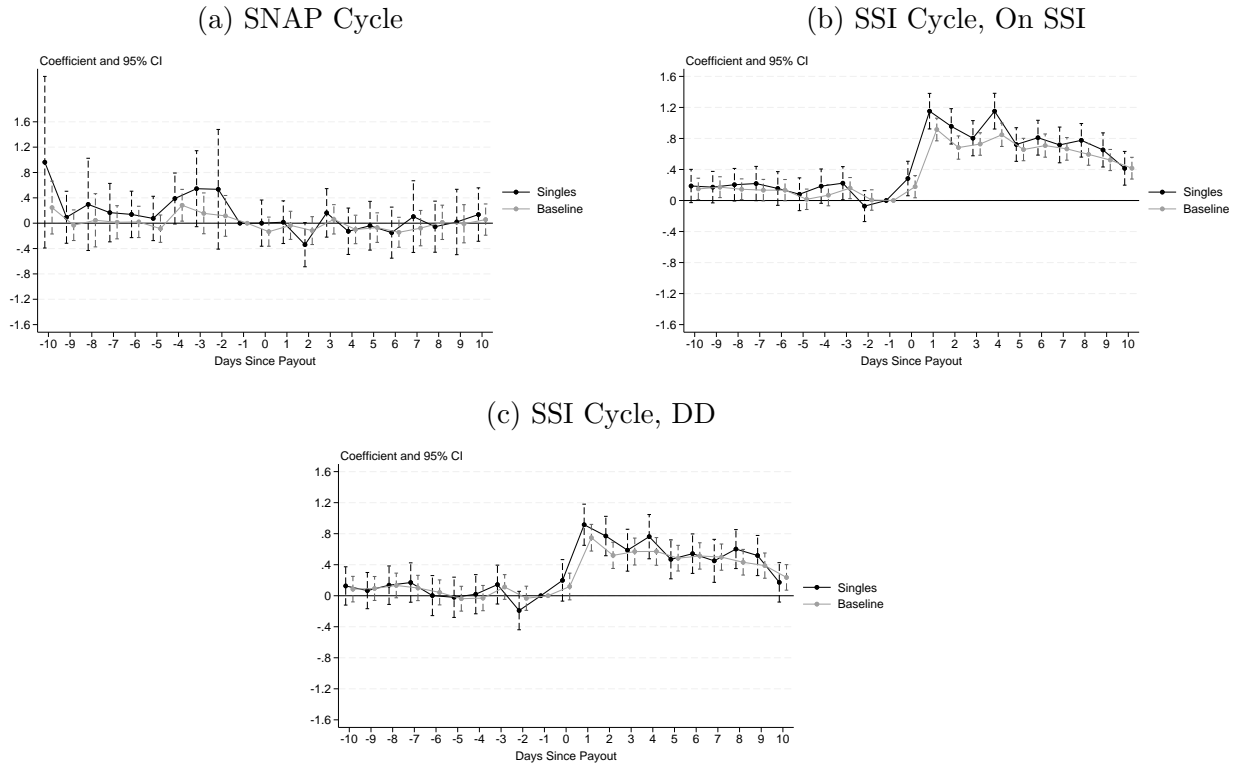 (a) SNAP Cycle
Coefficient and 95% CI
1.6
1.2
.8
.4
0
-.4
-.8
-1.2
-1.6
-10 -9 -8 -7 -6 -5 -4 -3 -2 -1 0 1 2 3 4 5 6 7 8 9 10
Days Since Payout
Singles
Baseline
(b) SSI Cycle, On SSI
Coefficient and 95% CI
1.6
1.2
.8
.4
0
-.4
-.8
-1.2
-1.6
-10 -9 -8 -7 -6 -5 -4 -3 -2 -1 0 1 2 3 4 5 6 7 8 9 10
Days Since Payout
Singles
Baseline
(c) SSI Cycle, DD
Coefficient and 95% CI
1.6
1.2
.8
.4
0
-.4
-.8
-1.2
-1.6
-10 -9 -8 -7 -6 -5 -4 -3 -2 -1 0 1 2 3 4 5 6 7 8 9 10
Days Since Payout
Singles
Baseline